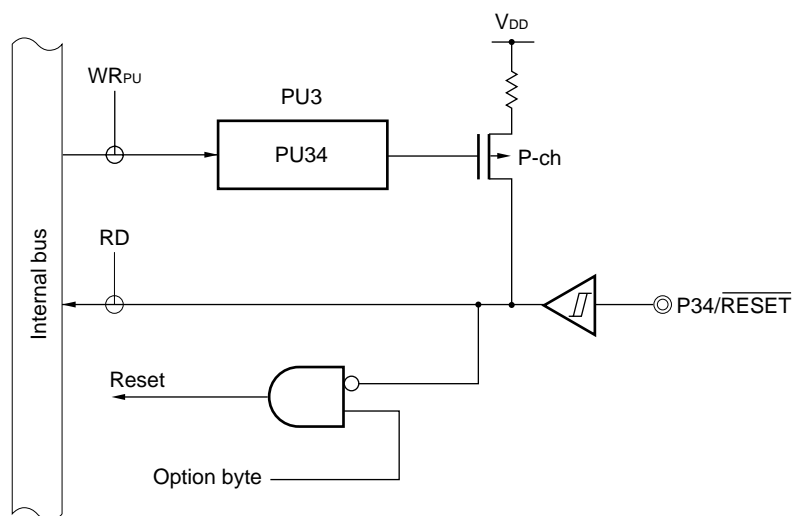 VDD
WRPU
PU3
PU34
P-ch
RD
Internal bus
P34/RESET
Reset
Option byte